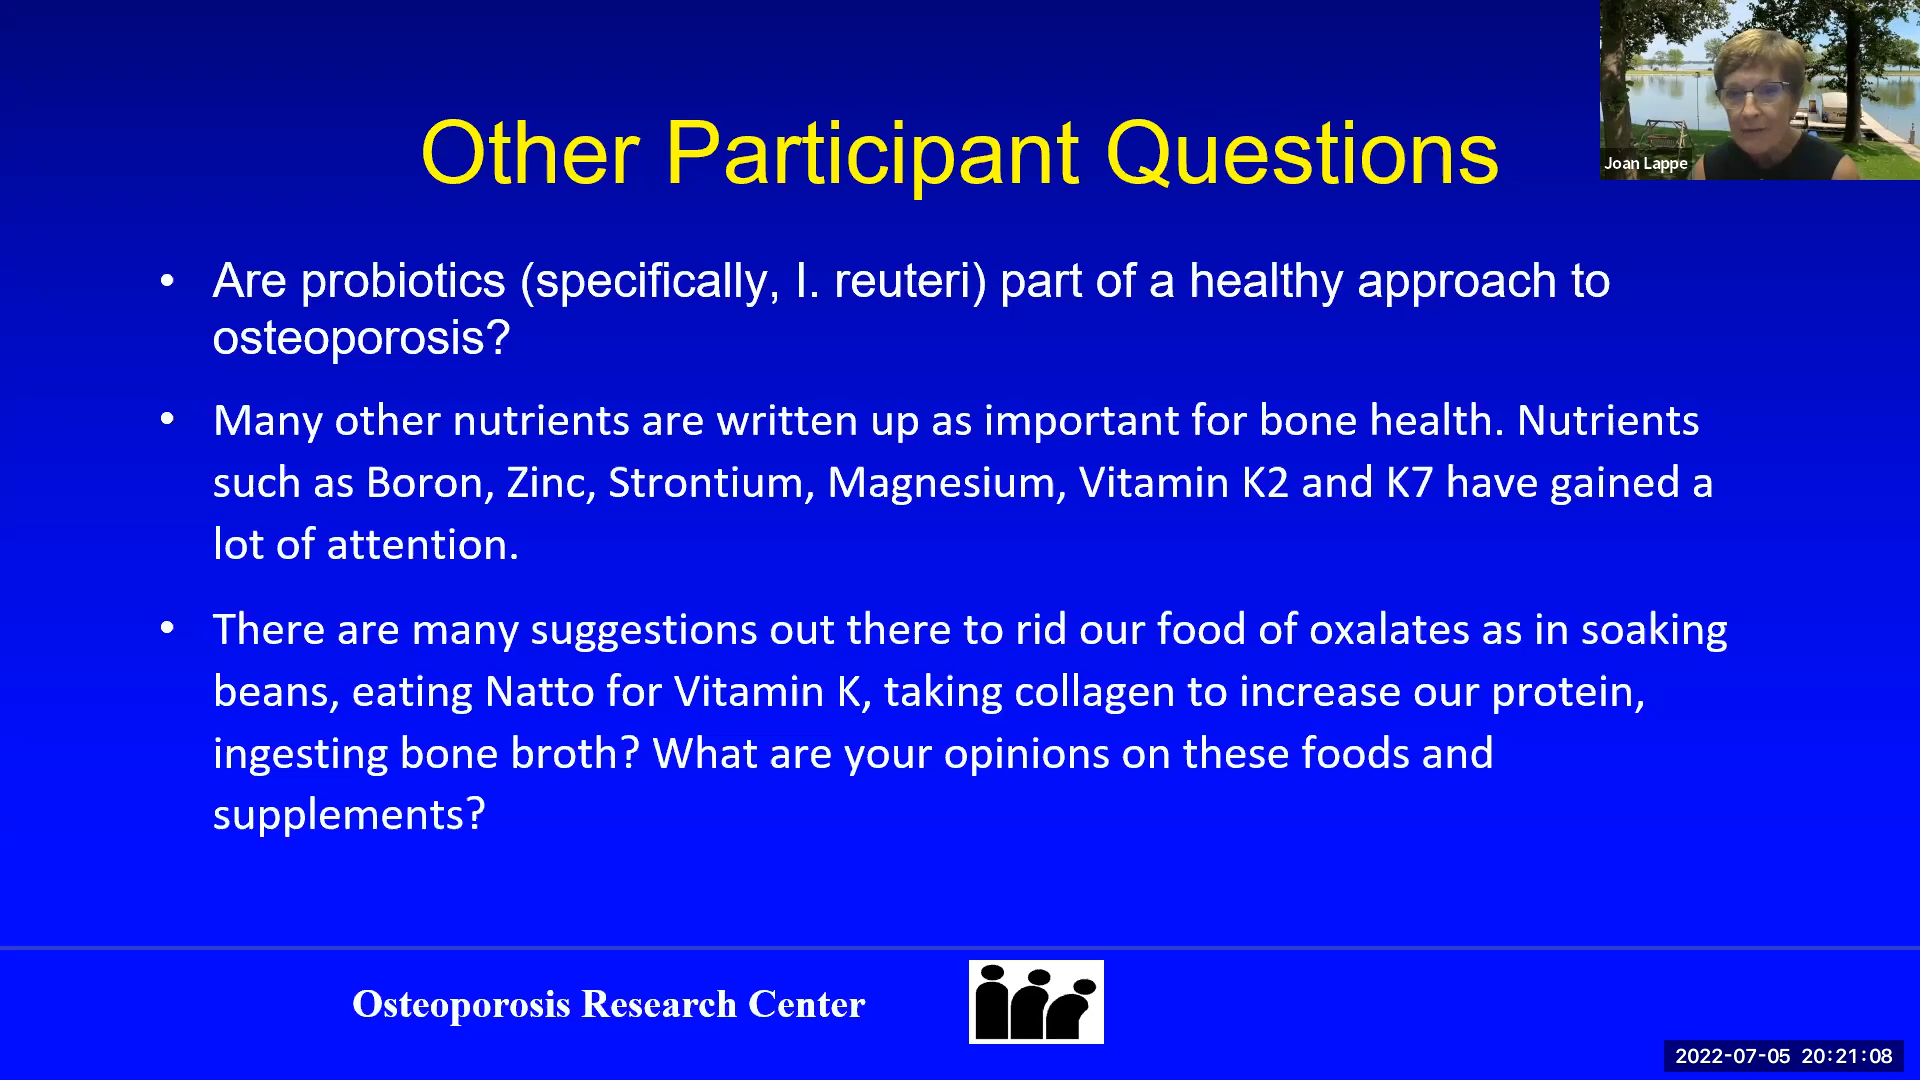 Other Participant Questions
Joan Lappe
• Are probiotics (specifically, l. reuteri) part of a healthy approach to
osteoporosis?
• Many other nutrients are written up as important for bone health. Nutrients
such as Boron, Zinc, Strontium, Magnesium, Vitamin K2 and K7 have gained a
lot of attention.
• There are many suggestions out there to rid our food of oxalates as in soaking
beans, eating Natto for Vitamin K, taking collagen to increase our protein,
ingesting bone broth? What are your opinions on these foods and
supplements?
Osteoporosis Research Center
2022-07-05 20:21:08